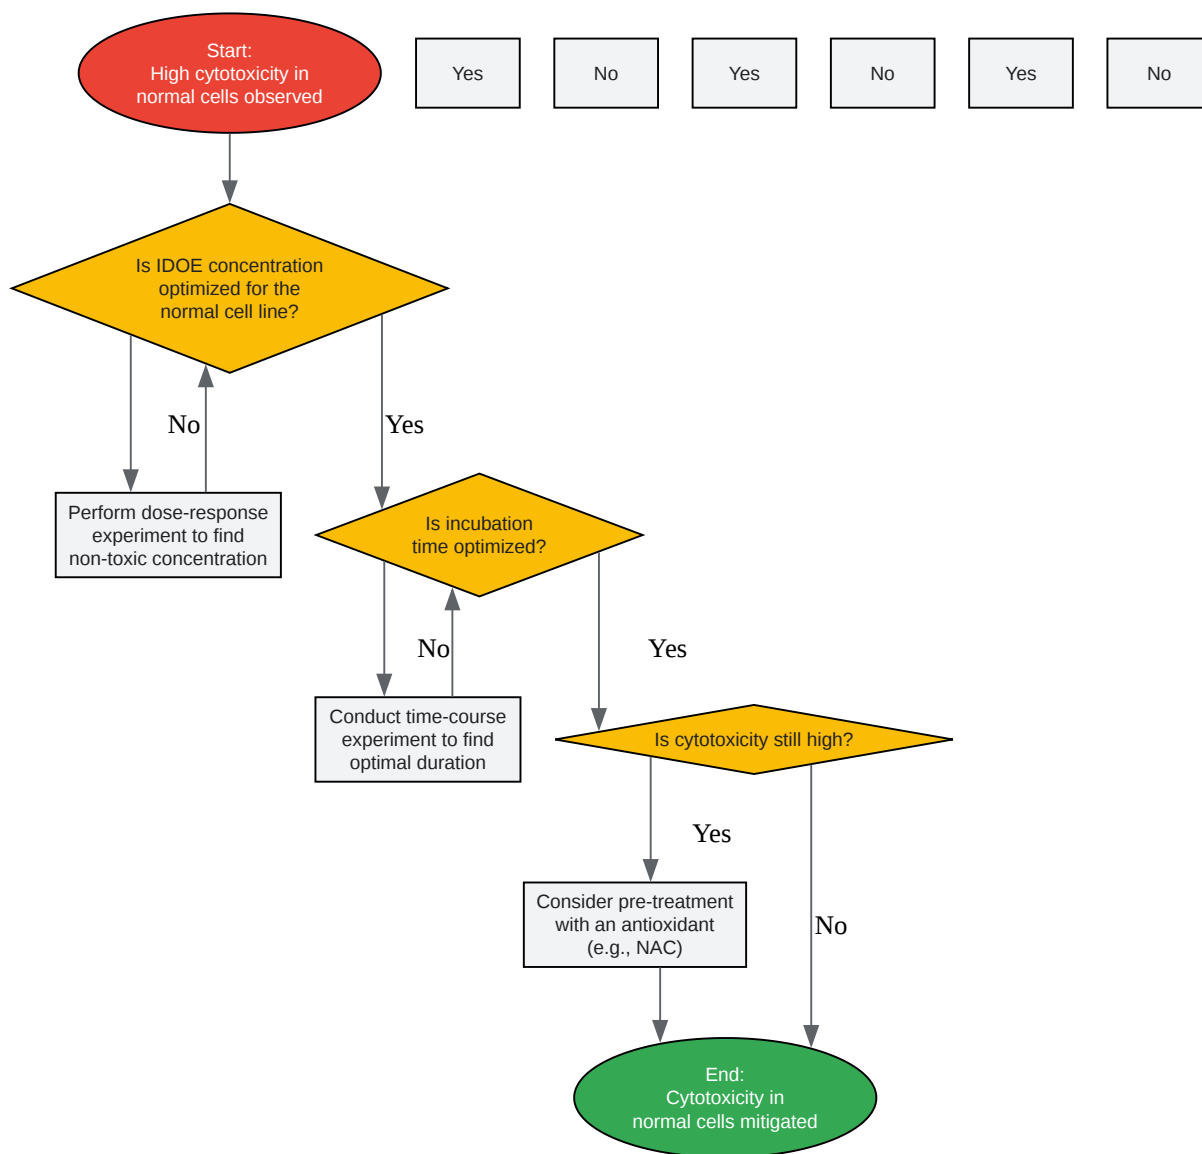 Start:
High cytotoxicity in
normal cells observed
Yes
No
Yes
No
Yes
No
Is IDOE concentration
optimized for the
normal cell line?
No
Yes
Perform dose-response
experiment to find
non-toxic concentration
Is incubation
time optimized?
No
Yes
Conduct time-course
experiment to find
optimal duration
Is cytotoxicity still high?
Yes
No
Consider pre-treatment
with an antioxidant
(e.g., NAC)
End:
Cytotoxicity in
normal cells mitigated